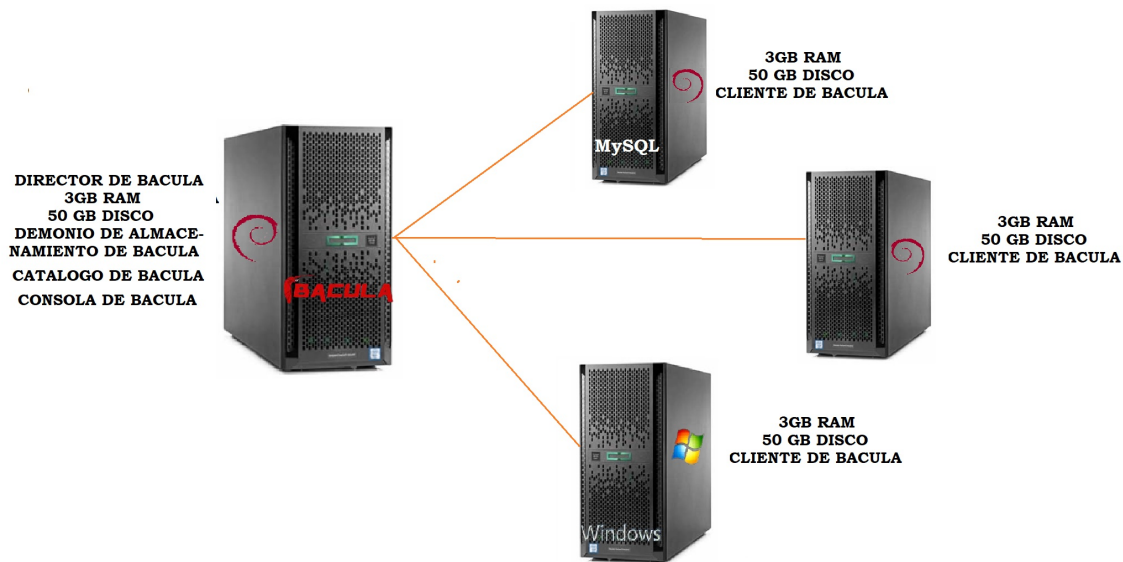 DIRECTOR DE BACULA
3GB RAM
50 GB DISCO
DEMONIO DE ALMACE-
NAMIENTO DE BACULA
CATALOGO DE BACULA
CONSOLA DE BACULA
BACULA
MySQL
3GB RAM
50 GB DISCO
CLIENTE DE BACULA
3GB RAM
50 GB DISCO
CLIENTE DE BACULA
Windows
3GB RAM
50 GB DISCO
CLIENTE DE BACULA